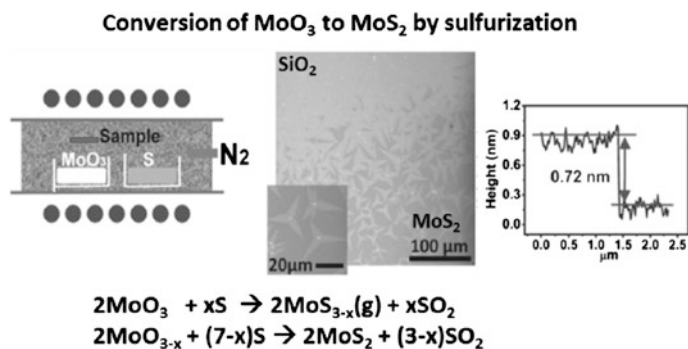 Conversion of MoO₃ to MoS₂ by sulfurization
SiO₂
Sample
MoO₃
S
N₂
MoS₂
20μm
100 μm
Height (nm)
1.2
0.9
0.6
0.3
0.0
0.72 nm
0.0 0.5 1.0 1.5 2.0 2.5
μm
2MoO₃ + xS → 2MoS₃₋ₓ(g) + xSO₂
2MoO₃₋ₓ + (7-x)S → 2MoS₂ + (3-x)SO₂